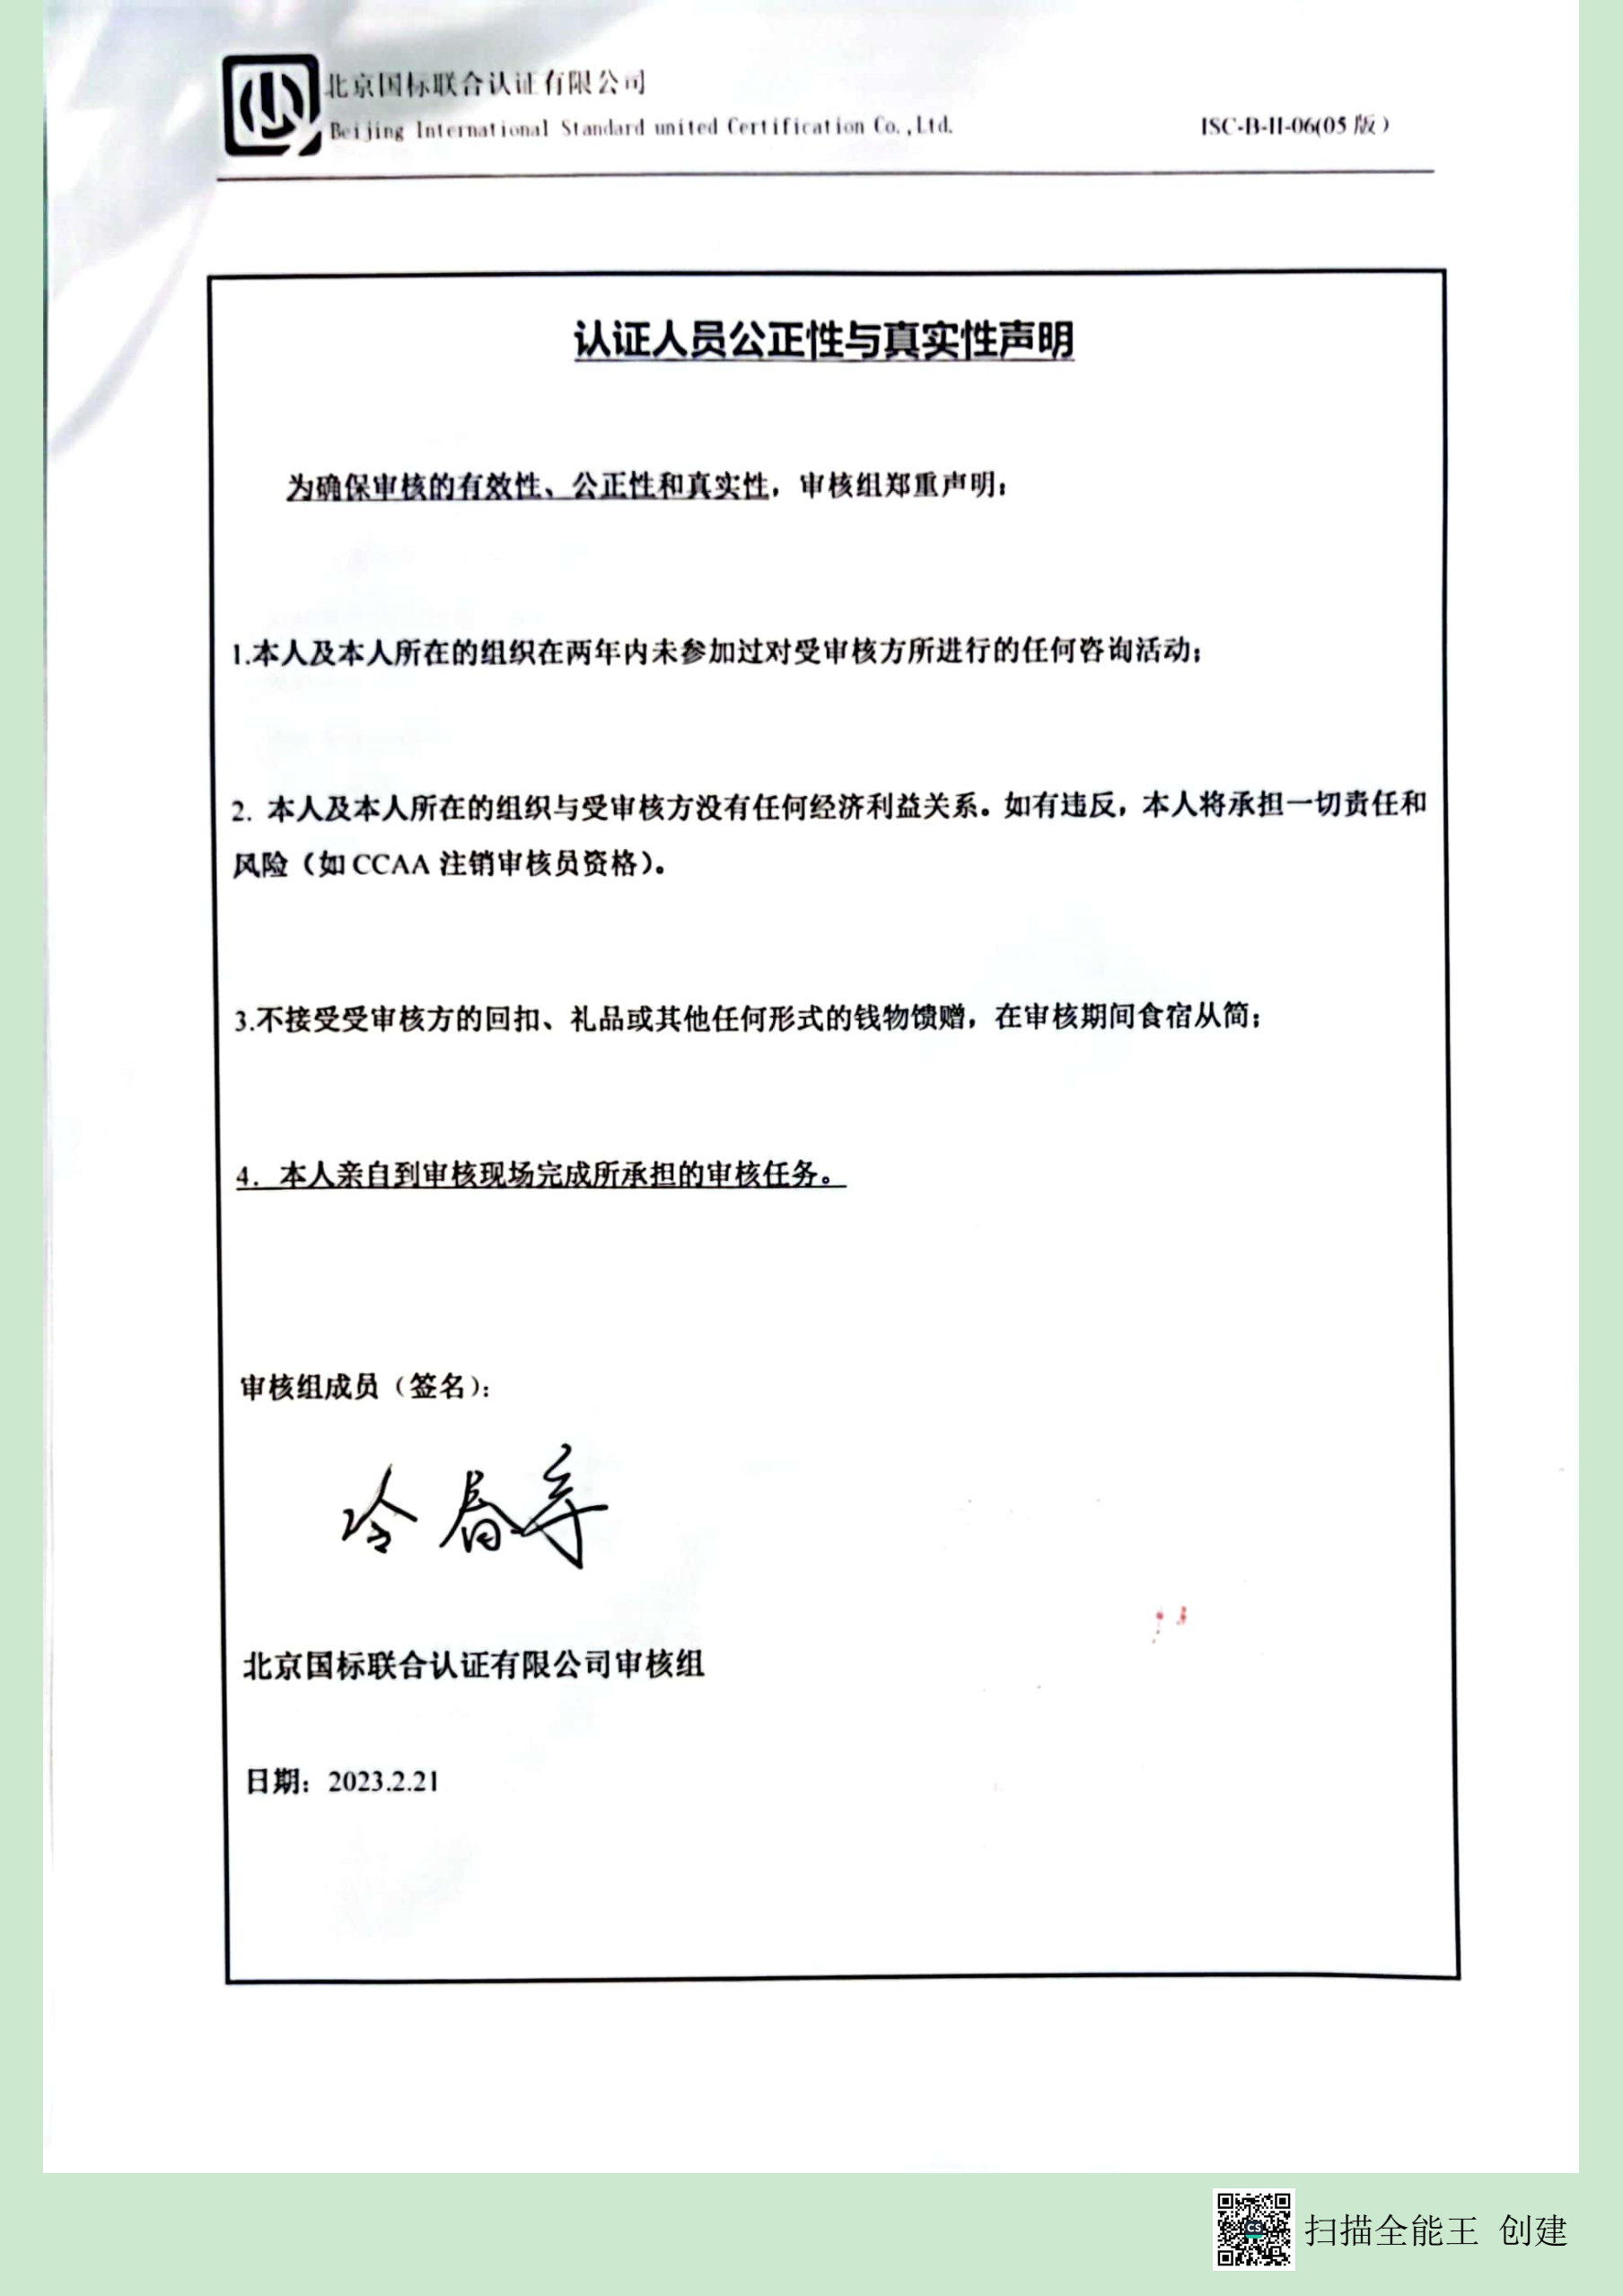 北京国标联合认证有限公司
Beijing International Standard united Certification Co.,Ltd.
ISC-B-II-06(05版)
认证人员公正性与真实性声明
为确保审核的有效性、公正性和真实性，审核组郑重声明：
1.本人及本人所在的组织在两年内未参加过对受审核方所进行的任何咨询活动；
2. 本人及本人所在的组织与受审核方没有任何经济利益关系。如有违反，本人将承担一切责任和
风险（如 CCAA 注销审核员资格）。
3.不接受受审核方的回扣、礼品或其他任何形式的钱物馈赠，在审核期间食宿从简；
4. 本人亲自到审核现场完成所承担的审核任务。
审核组成员（签名）：
冷春
北京国标联合认证有限公司审核组
日期：2023.2.21
CS
扫描全能王 创建